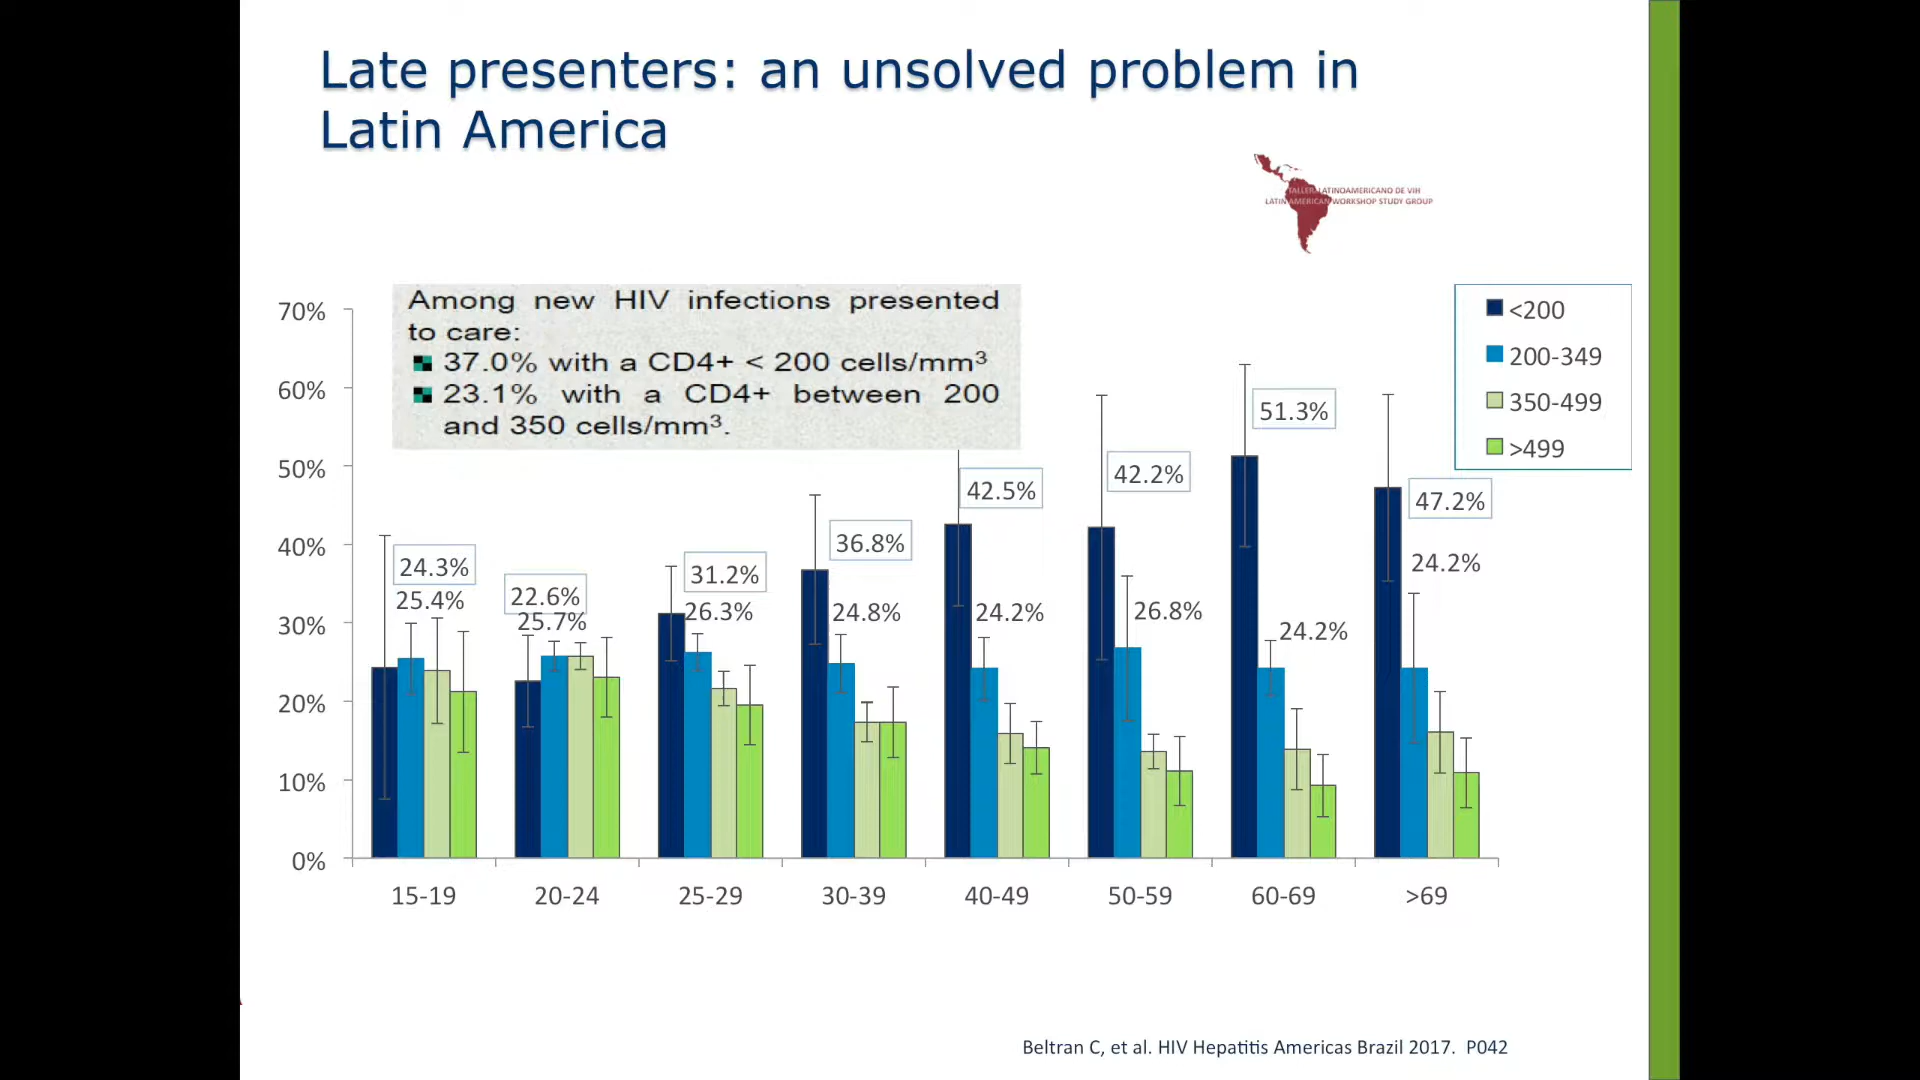 Late presenters: an unsolved problem in
Latin America
TALLER LATINOAMERICANO DE VIH
LATIN AMERICAN WORKSHOP STUDY GROUP
Among new HIV infections presented
to care:
37.0% with a CD4+ < 200 cells/mm³
23.1% with a CD4+ between 200
and 350 cells/mm³.
<200
200-349
350-499
>499
70%
60%
50%
40%
30%
20%
10%
0%
24.3%
25.4%
22.6%
25.7%
31.2%
26.3%
36.8%
24.8%
42.5%
24.2%
42.2%
26.8%
51.3%
24.2%
47.2%
24.2%
15-19 20-24 25-29 30-39 40-49 50-59 60-69 >69
Beltran C, et al. HIV Hepatitis Americas Brazil 2017. P042